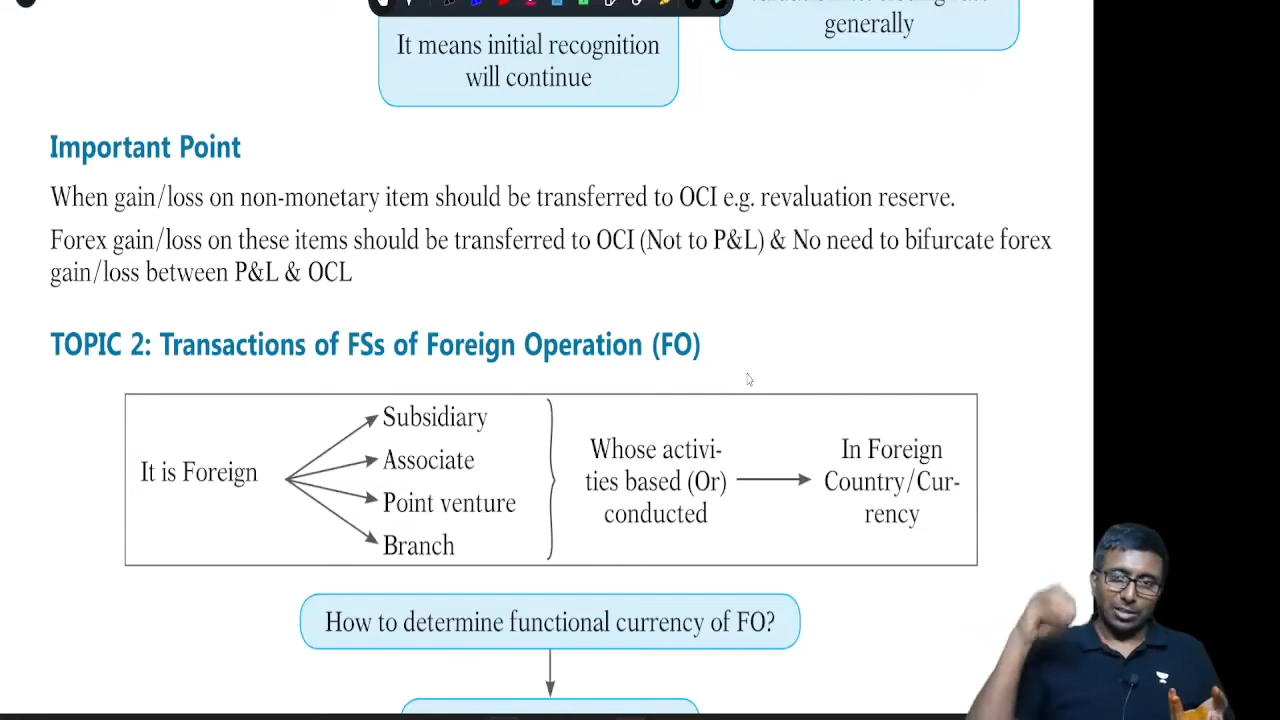 generally
It means initial recognition
will continue
Important Point
When gain/loss on non-monetary item should be transferred to OCI e.g. revaluation reserve.
Forex gain/loss on these items should be transferred to OCI (Not to P&L) & No need to bifurcate forex
gain/loss between P&L & OCL
TOPIC 2: Transactions of FSs of Foreign Operation (FO)
It is Foreign
Subsidiary
Associate
Point venture
Branch
Whose activi-
ties based (Or)
conducted
In Foreign
Country/Cur-
rency
How to determine functional currency of FO?